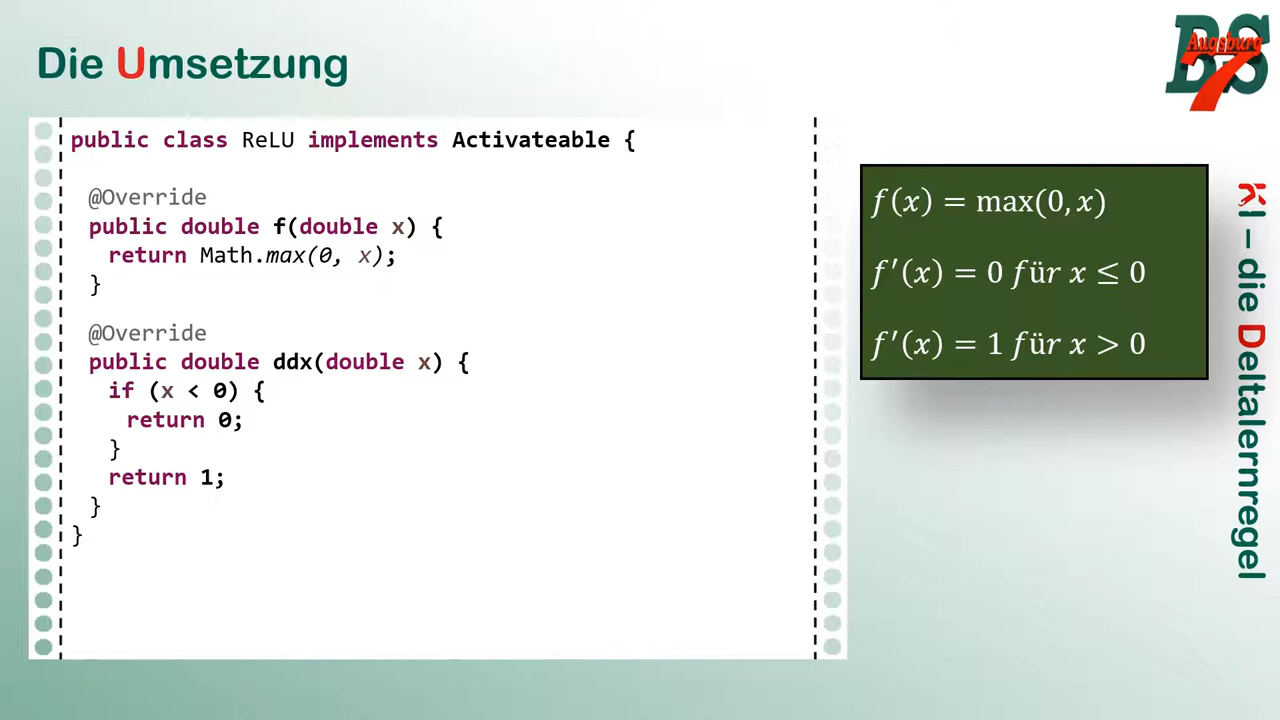 Die Umsetzung
BS
Augsburg
7
public class ReLU implements Activateable {
@Override
public double f(double x) {
return Math.max(0, x);
}
@Override
public double ddx(double x) {
if (x < 0) {
return 0;
}
return 1;
}
}
f(x) = max(0, x)
f′(x) = 0 für x ≤ 0
f′(x) = 1 für x > 0
KI – die Deltalernregel